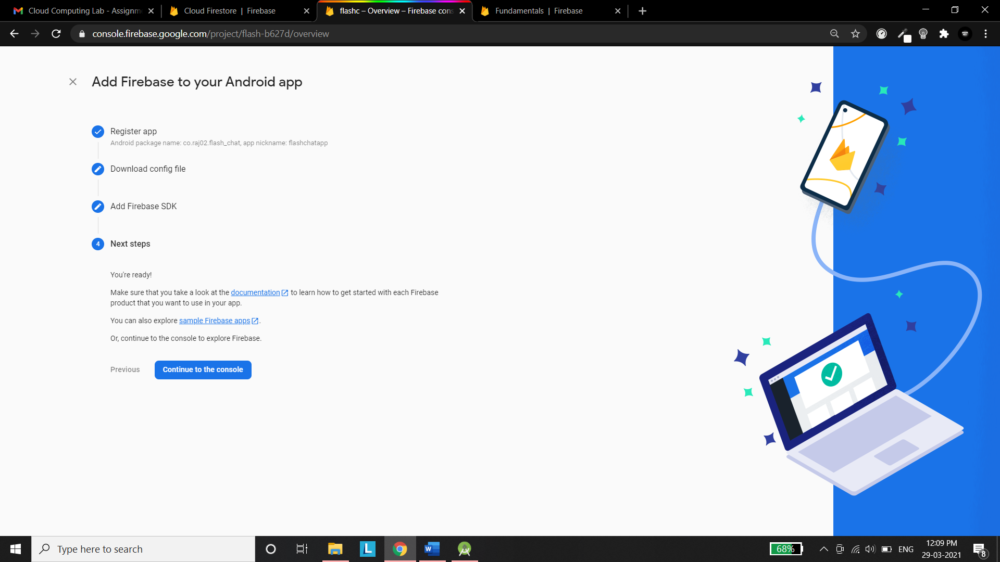 Cloud Computing Lab - Assignm
Cloud Firestore | Firebase
flashc – Overview – Firebase cons
Fundamentals | Firebase
console.firebase.google.com/project/flash-b627d/overview
Add Firebase to your Android app
Register app
Android package name: co.raj02.flash_chat, app nickname: flashchatapp
Download config file
Add Firebase SDK
4 Next steps
You're ready!
Make sure that you take a look at the documentation to learn how to get started with each Firebase
product that you want to use in your app.
You can also explore sample Firebase apps.
Or, continue to the console to explore Firebase.
Previous
Continue to the console
Type here to search
L
W
68%
ENG
12:09 PM
29-03-2021
8